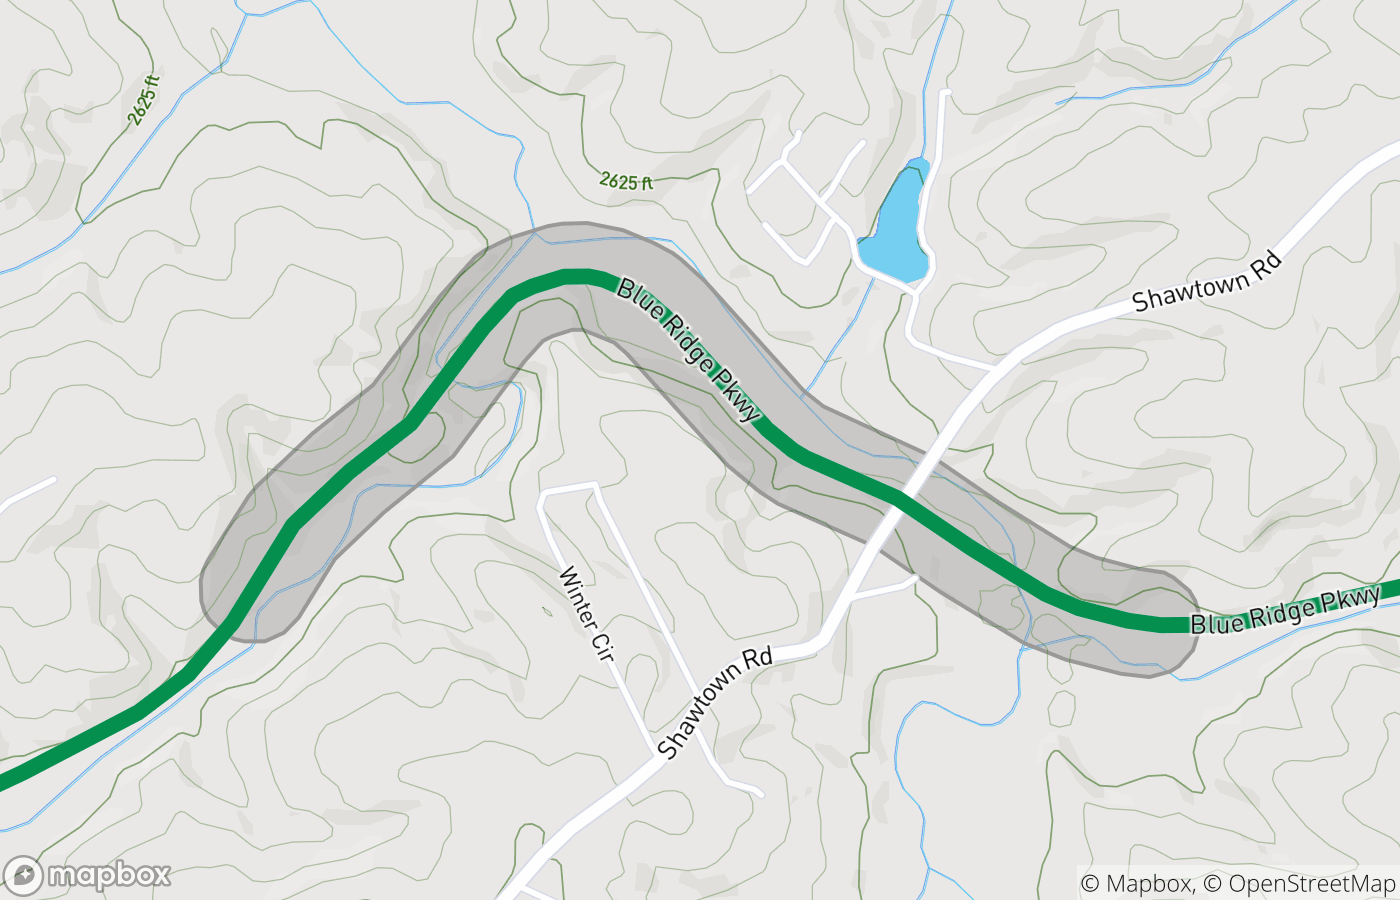 2625 ft
2625 ft
Shawtown Rd
Blue Ridge Pkwy
Winter Cir
Blue Ridge Pkwy
Shawtown Rd
mapbox
© Mapbox, © OpenStreetMap